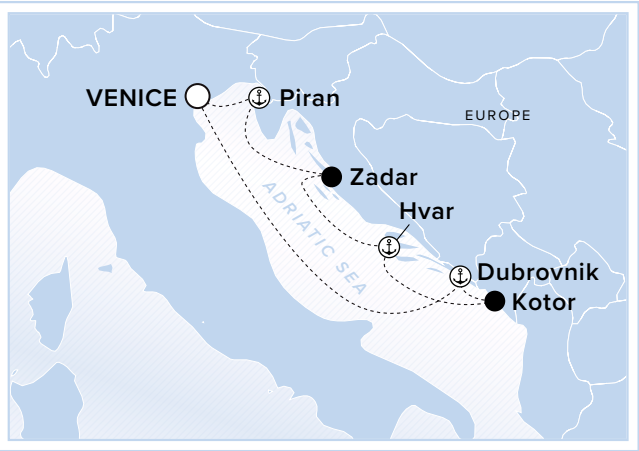 VENICE
Piran
EUROPE
Zadar
Hvar
ADRIATIC SEA
Dubrovnik
Kotor